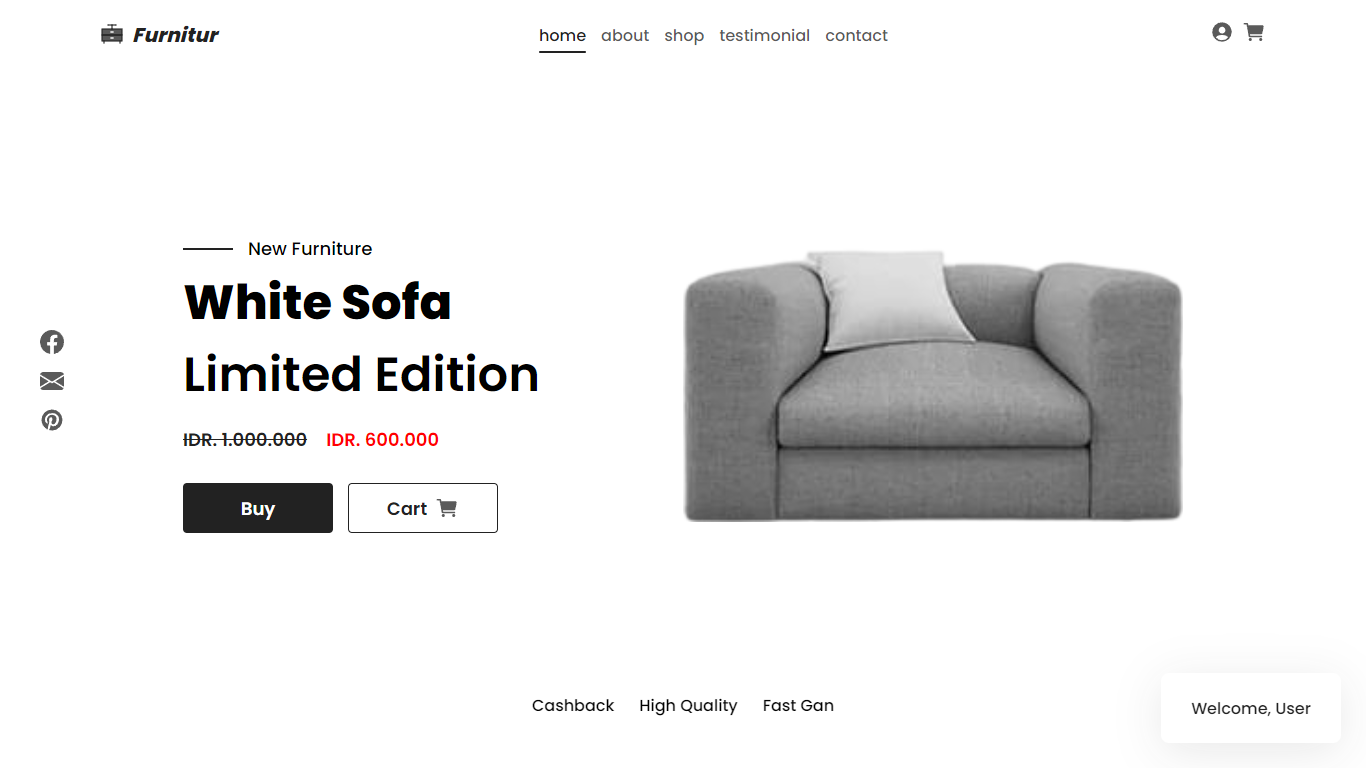 Furnitur
home about shop testimonial contact
New Furniture
White Sofa
Limited Edition
IDR. 1.000.000 IDR. 600.000
Buy Cart
Cashback High Quality Fast Gan
Welcome, User